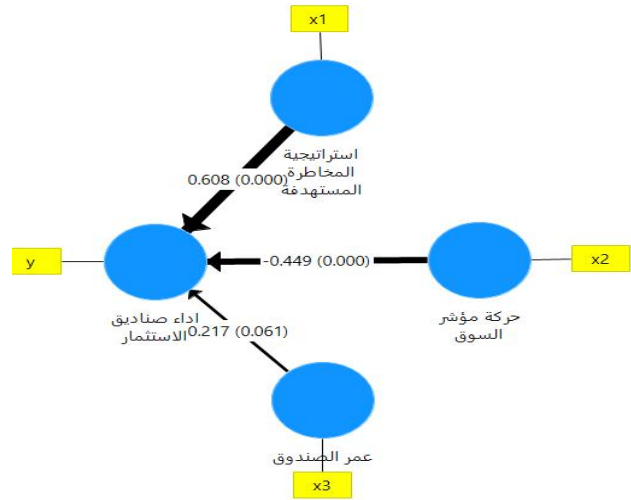 x1
استراتيجية
المخاطرة
المستهدفة
0.608 (0.000)
y
-0.449 (0.000)
x2
اداء صناديق
الاستثمار
حركة مؤشر
السوق
0.217 (0.061)
عمر الصندوق
x3